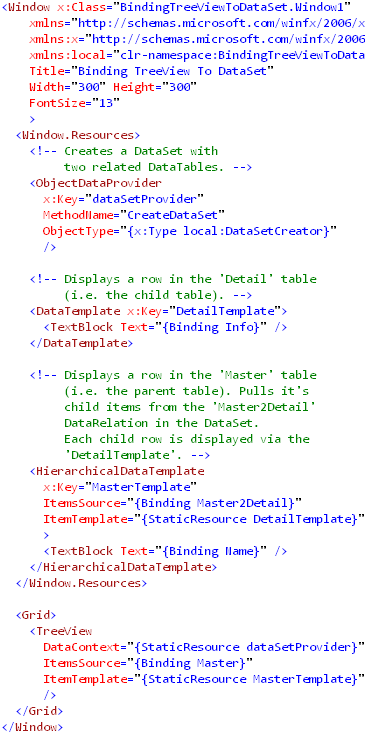 <Window x:Class="BindingTreeViewToDataSet.Window1"
xmlns="http://schemas.microsoft.com/winfx/2006/x
xmlns:x="http://schemas.microsoft.com/winfx/2006
xmlns:local="clr-namespace:BindingTreeViewToData
Title="Binding TreeView To DataSet"
Width="300" Height="300"
FontSize="13"
>
<Window.Resources>
<!-- Creates a DataSet with
two related DataTables. -->
<ObjectDataProvider
x:Key="dataSetProvider"
MethodName="CreateDataSet"
ObjectType="{x:Type local:DataSetCreator}"
/>
<!-- Displays a row in the 'Detail' table
(i.e. the child table). -->
<DataTemplate x:Key="DetailTemplate">
<TextBlock Text="{Binding Info}" />
</DataTemplate>
<!-- Displays a row in the 'Master' table
(i.e. the parent table). Pulls it's
child items from the 'Master2Detail'
DataRelation in the DataSet.
Each child row is displayed via the
'DetailTemplate'. -->
<HierarchicalDataTemplate
x:Key="MasterTemplate"
ItemsSource="{Binding Master2Detail}"
ItemTemplate="{StaticResource DetailTemplate}"
>
<TextBlock Text="{Binding Name}" />
</HierarchicalDataTemplate>
</Window.Resources>
<Grid>
<TreeView
DataContext="{StaticResource dataSetProvider}"
ItemsSource="{Binding Master}"
ItemTemplate="{StaticResource MasterTemplate}"
/>
</Grid>
</Window>